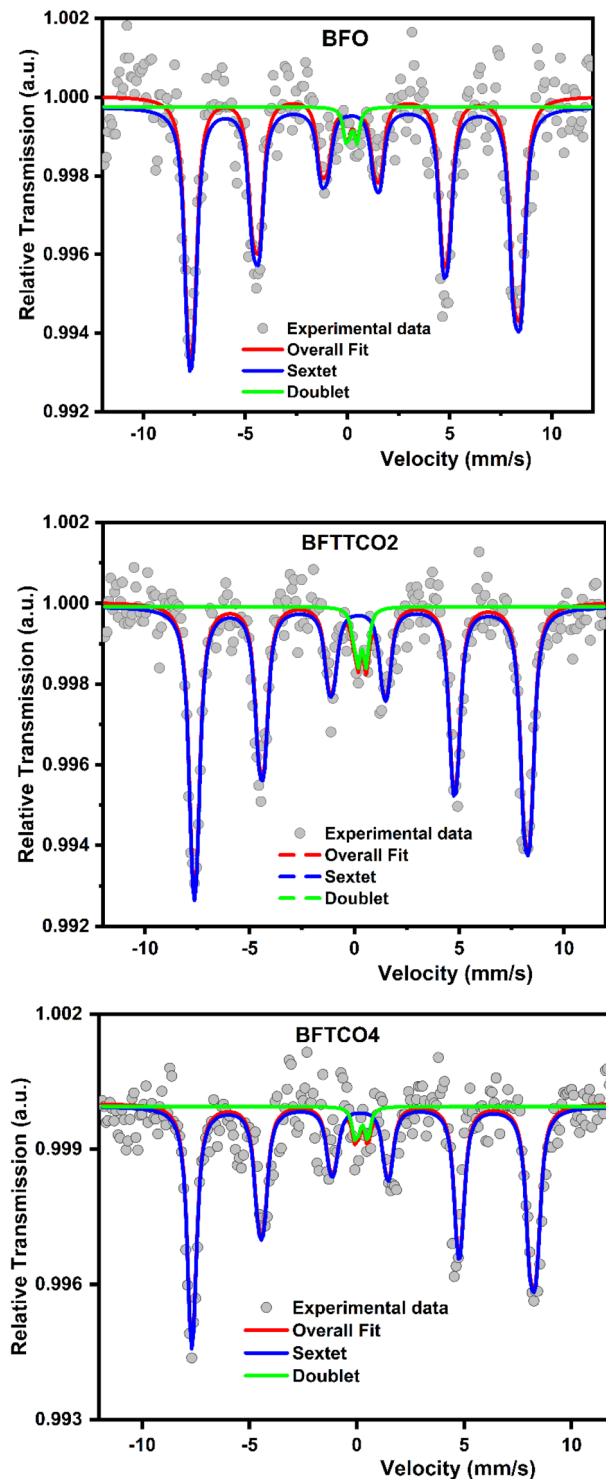 BFO
1.002
1.000
0.998
0.996
0.994
0.992
Relative Transmission (a.u.)
Experimental data
Overall Fit
Sextet
Doublet
-10 -5 0 5 10
Velocity (mm/s)
BFTTCO2
1.002
1.000
0.998
0.996
0.994
0.992
Relative Transmission (a.u.)
Experimental data
Overall Fit
Sextet
Doublet
-10 -5 0 5 10
Velocity (mm/s)
BFTCO4
1.002
0.999
0.996
0.993
Relative Transmission (a.u.)
Experimental data
Overall Fit
Sextet
Doublet
-10 -5 0 5 10
Velocity (mm/s)